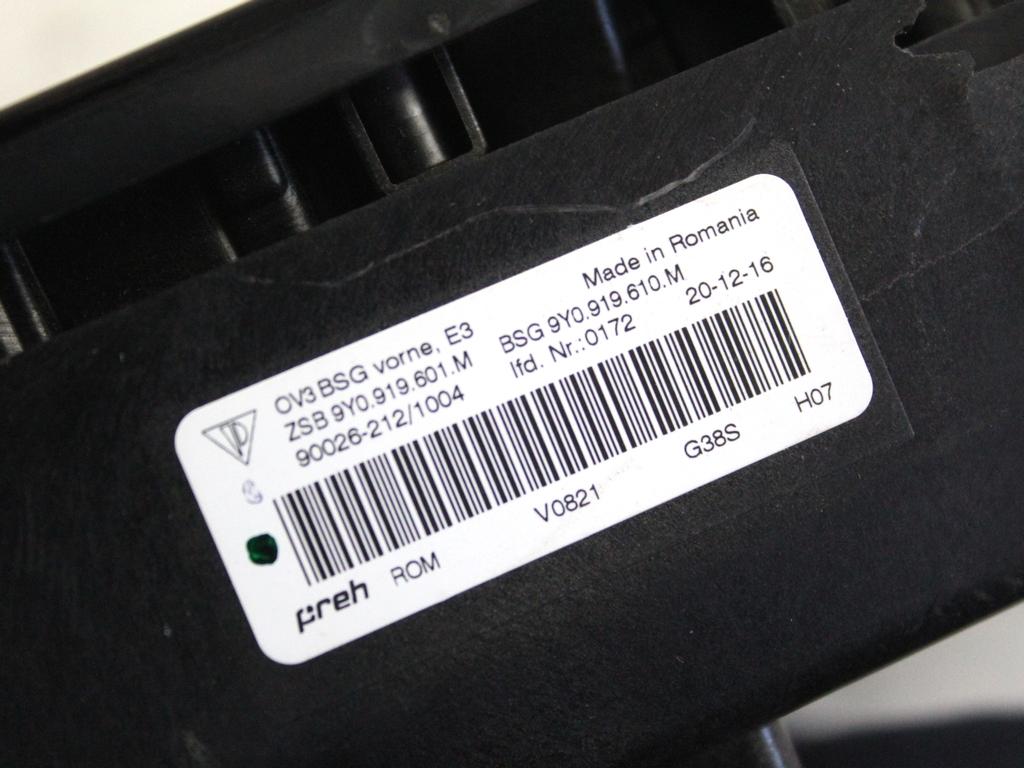 Made in Romania
OV3 BSG vorne, E3 BSG 9Y0.919.610.M
ZSB 9Y0.919.601.M lfd. Nr.:0172 20-12-16
90026-212/1004
preh ROM V0821 G38S H07